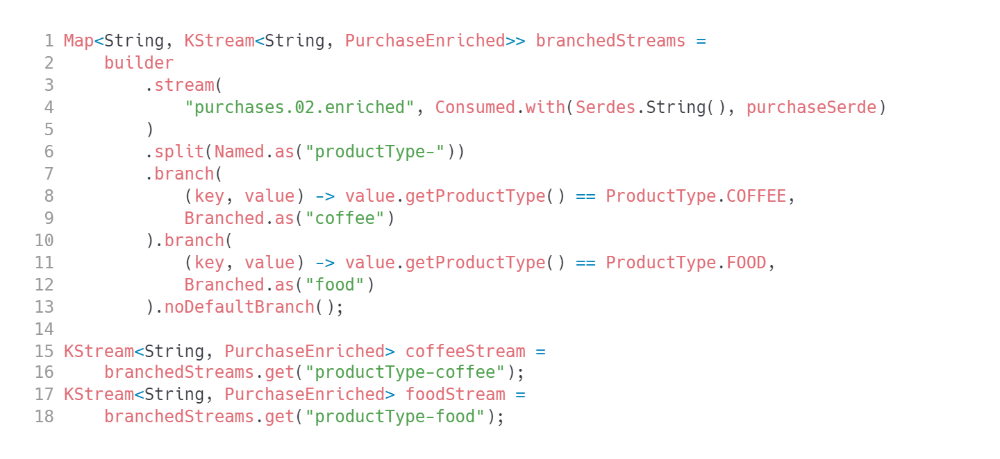 1 Map<String, KStream<String, PurchaseEnriched>> branchedStreams =
2     builder
3         .stream(
4             "purchases.02.enriched", Consumed.with(Serdes.String(), purchaseSerde)
5         )
6         .split(Named.as("productType-"))
7         .branch(
8             (key, value) -> value.getProductType() == ProductType.COFFEE,
9             Branched.as("coffee")
10         ).branch(
11             (key, value) -> value.getProductType() == ProductType.FOOD,
12             Branched.as("food")
13         ).noDefaultBranch();
14
15 KStream<String, PurchaseEnriched> coffeeStream =
16     branchedStreams.get("productType-coffee");
17 KStream<String, PurchaseEnriched> foodStream =
18     branchedStreams.get("productType-food");